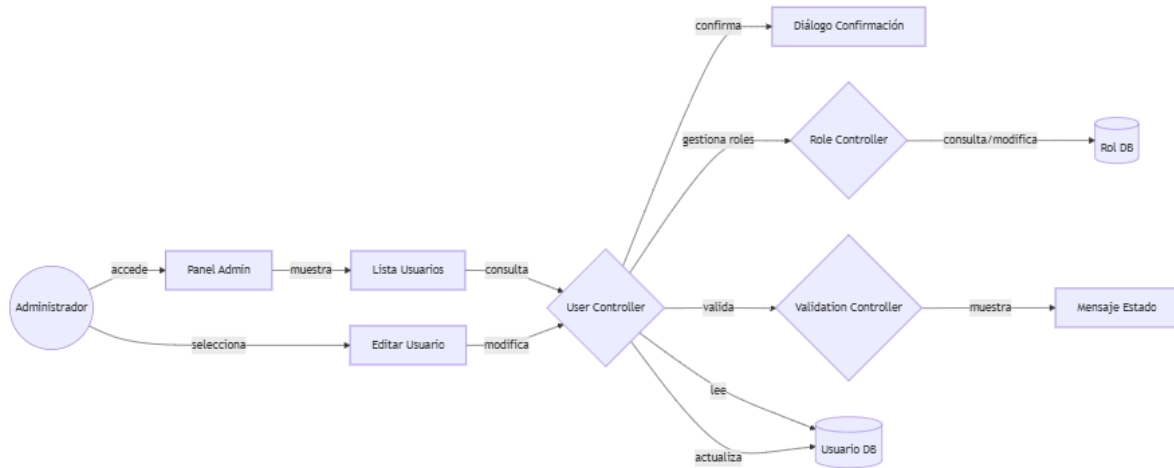 confirma
Diálogo Confirmación
gestiona roles
Role Controller
consulta/modifica
Rol DB
accede
Panel Admin
muestra
Lista Usuarios
consulta
Administrador
User Controller
valida
Validation Controller
muestra
Mensaje Estado
selecciona
Editar Usuario
modifica
lee
Usuario DB
actualiza